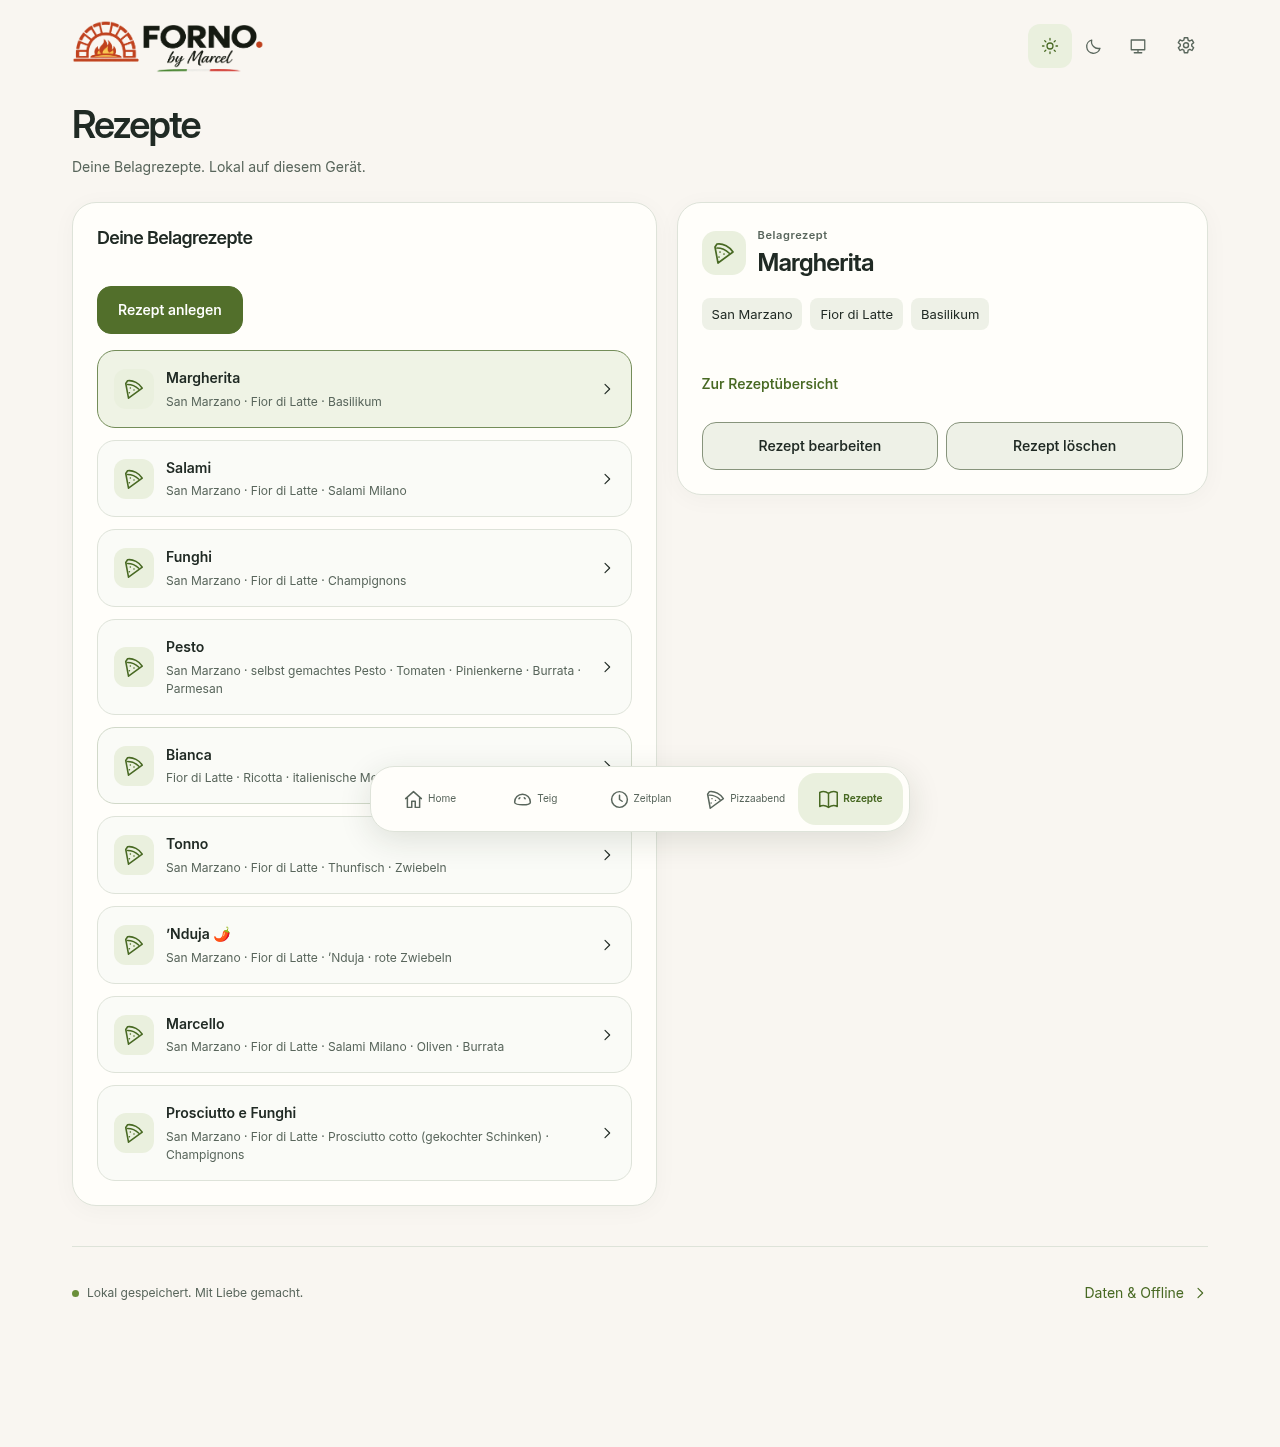 FORNO.
by Marcel
Rezepte
Deine Belagrezepte. Lokal auf diesem Gerät.
Deine Belagrezepte
Rezept anlegen
Margherita
San Marzano · Fior di Latte · Basilikum
Salami
San Marzano · Fior di Latte · Salami Milano
Funghi
San Marzano · Fior di Latte · Champignons
Pesto
San Marzano · selbst gemachtes Pesto · Tomaten · Pinienkerne · Burrata ·
Parmesan
Bianca
Fior di Latte · Ricotta · italienische
Tonno
San Marzano · Fior di Latte · Thunfisch · Zwiebeln
’Nduja 🌶️
San Marzano · Fior di Latte · ’Nduja · rote Zwiebeln
Marcello
San Marzano · Fior di Latte · Salami Milano · Oliven · Burrata
Prosciutto e Funghi
San Marzano · Fior di Latte · Prosciutto cotto (gekochter Schinken) ·
Champignons
Belagrezept
Margherita
San Marzano
Fior di Latte
Basilikum
Zur Rezeptübersicht
Rezept bearbeiten
Rezept löschen
Home
Teig
Zeitplan
Pizzaabend
Rezepte
Lokal gespeichert. Mit Liebe gemacht.
Daten & Offline